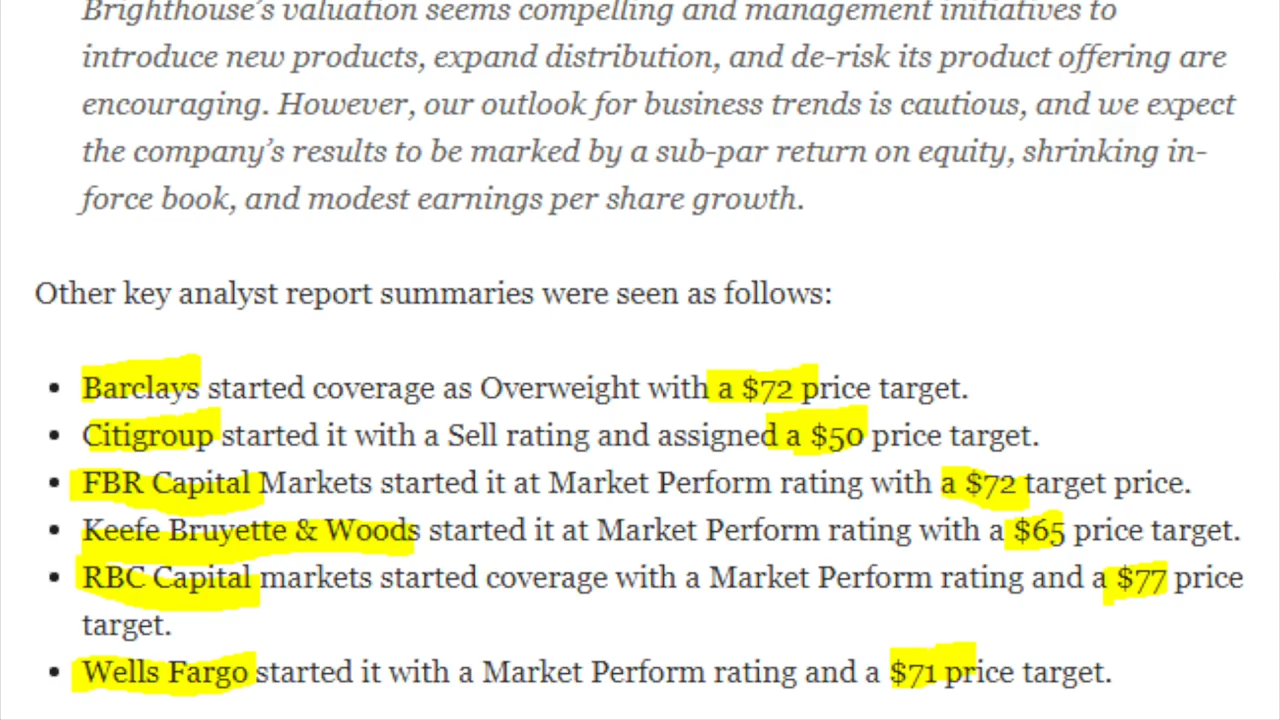 Brighthouse's valuation seems compelling and management initiatives to
introduce new products, expand distribution, and de-risk its product offering are
encouraging. However, our outlook for business trends is cautious, and we expect
the company's results to be marked by a sub-par return on equity, shrinking in-
force book, and modest earnings per share growth.
Other key analyst report summaries were seen as follows:
• Barclays started coverage as Overweight with a $72 price target.
• Citigroup started it with a Sell rating and assigned a $50 price target.
• FBR Capital Markets started it at Market Perform rating with a $72 target price.
• Keefe Bruyette & Woods started it at Market Perform rating with a $65 price target.
• RBC Capital markets started coverage with a Market Perform rating and a $77 price
target.
• Wells Fargo started it with a Market Perform rating and a $71 price target.